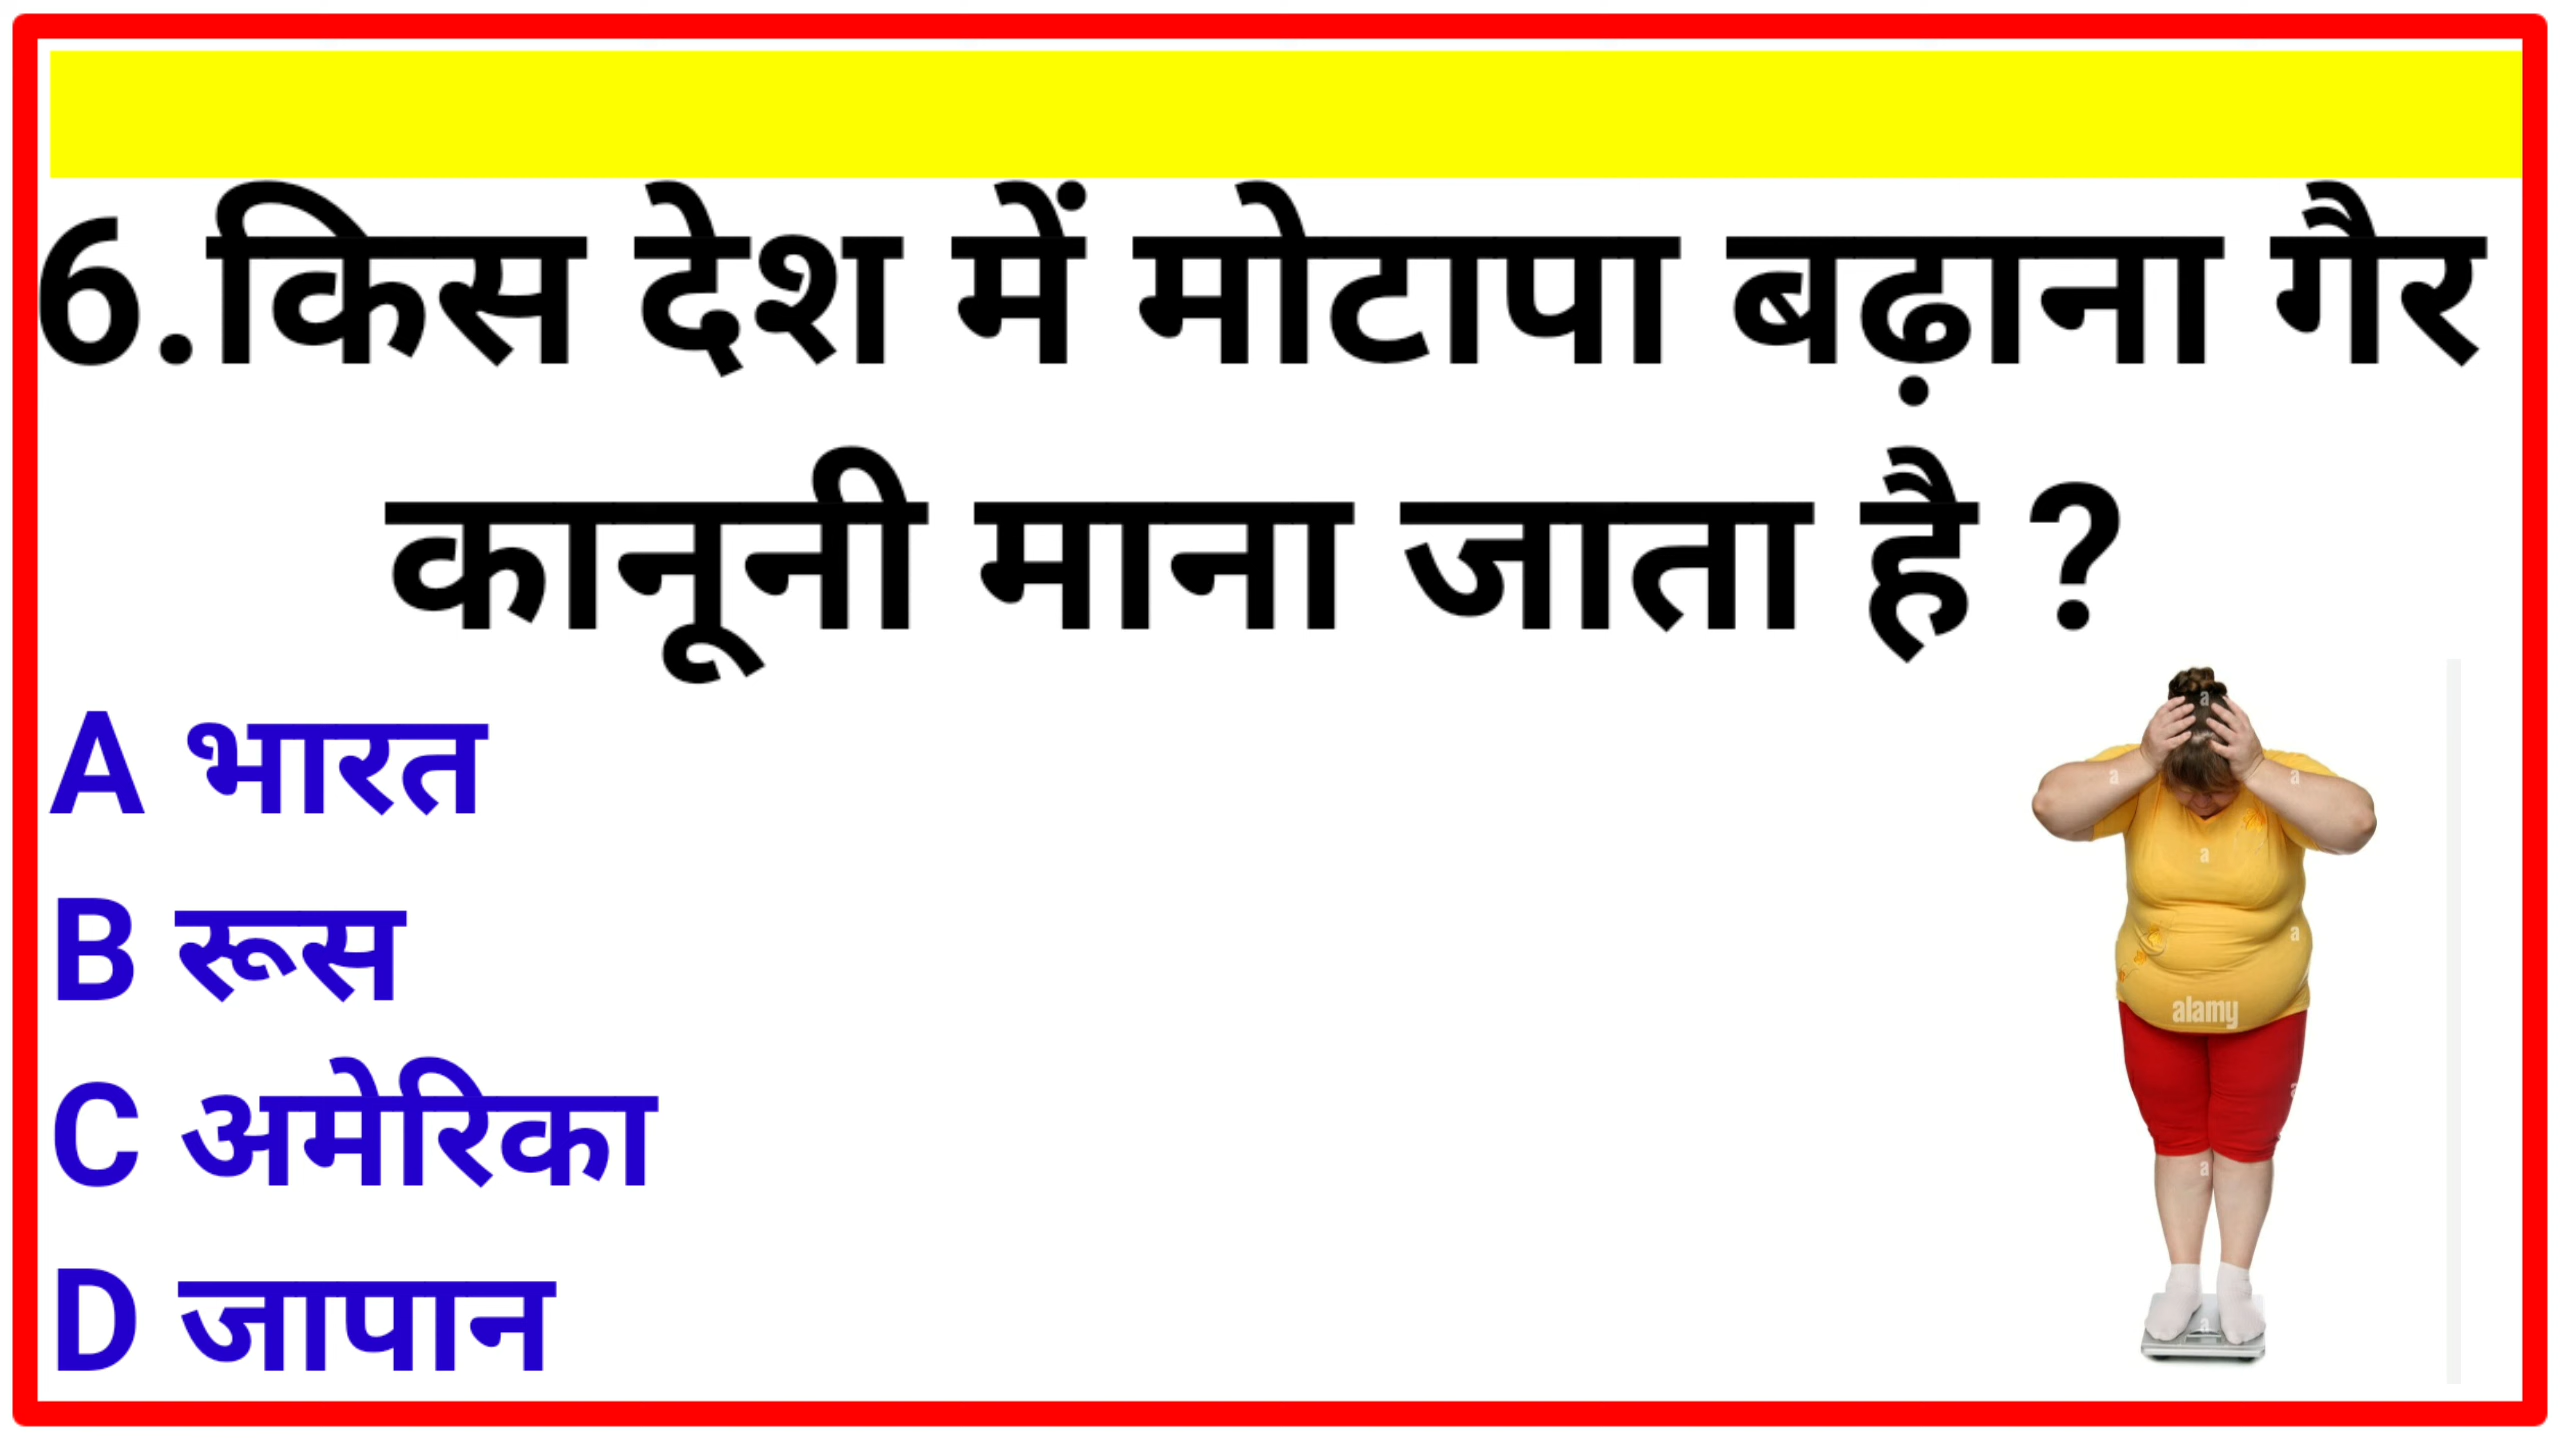 6.किस देश में मोटापा बढ़ाना गैर
कानूनी माना जाता है ?
A भारत
B रूस
C अमेरिका
D जापान
a
a
a
a
a
alamy
a
a
a